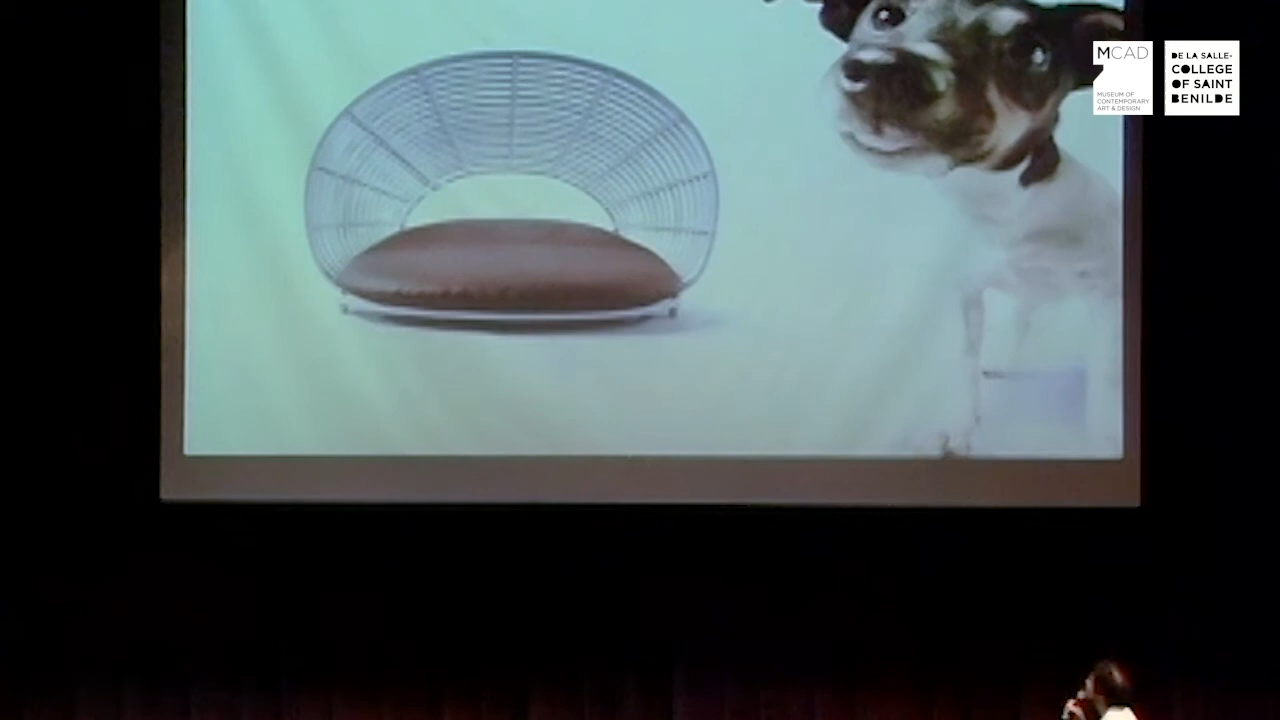 MCAD
MUSEUM OF
CONTEMPORARY
ART & DESIGN
DE LA SALLE-
COLLEGE
OF SAINT
BENILDE